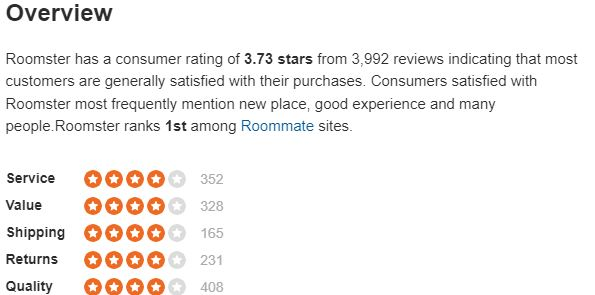 Overview
Roomster has a consumer rating of 3.73 stars from 3,992 reviews indicating that most
customers are generally satisfied with their purchases. Consumers satisfied with
Roomster most frequently mention new place, good experience and many
people.Roomster ranks 1st among Roommate sites.
Service 352
Value 328
Shipping 165
Returns 231
Quality 408